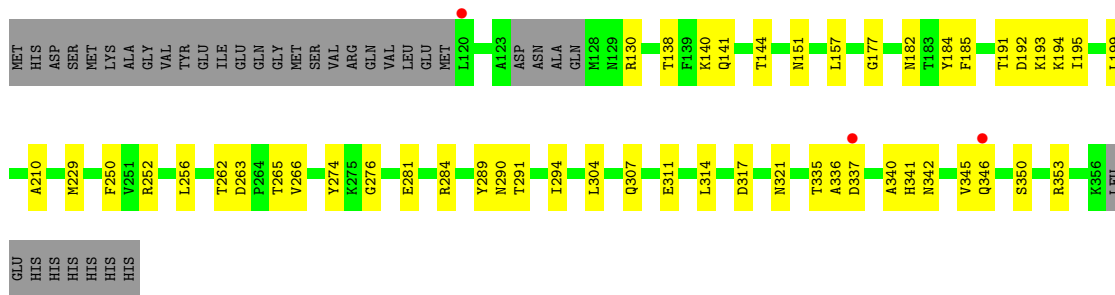 MET HIS ASP SER MET LYS ALA GLY VAL TYR GLU ILE GLU GLN GLY MET SER VAL ARG GLN VAL LEU GLU MET L120 A123 ASP ASN ALA GLN M128 N129 R130 T138 F139 K140 Q141 T144 N151 L157 G177 N182 T183 Y184 F185 T191 D192 K193 K194 I195 L199
A210 M229 F250 V251 R252 L256 T262 D263 P264 T265 V266 Y274 K275 G276 E281 R284 Y289 N290 T291 I294 L304 Q307 E311 L314 D317 N321 T335 A336 D337 A340 H341 N342 V345 Q346 S350 R353 K356 LEU
GLU HIS HIS HIS HIS HIS HIS